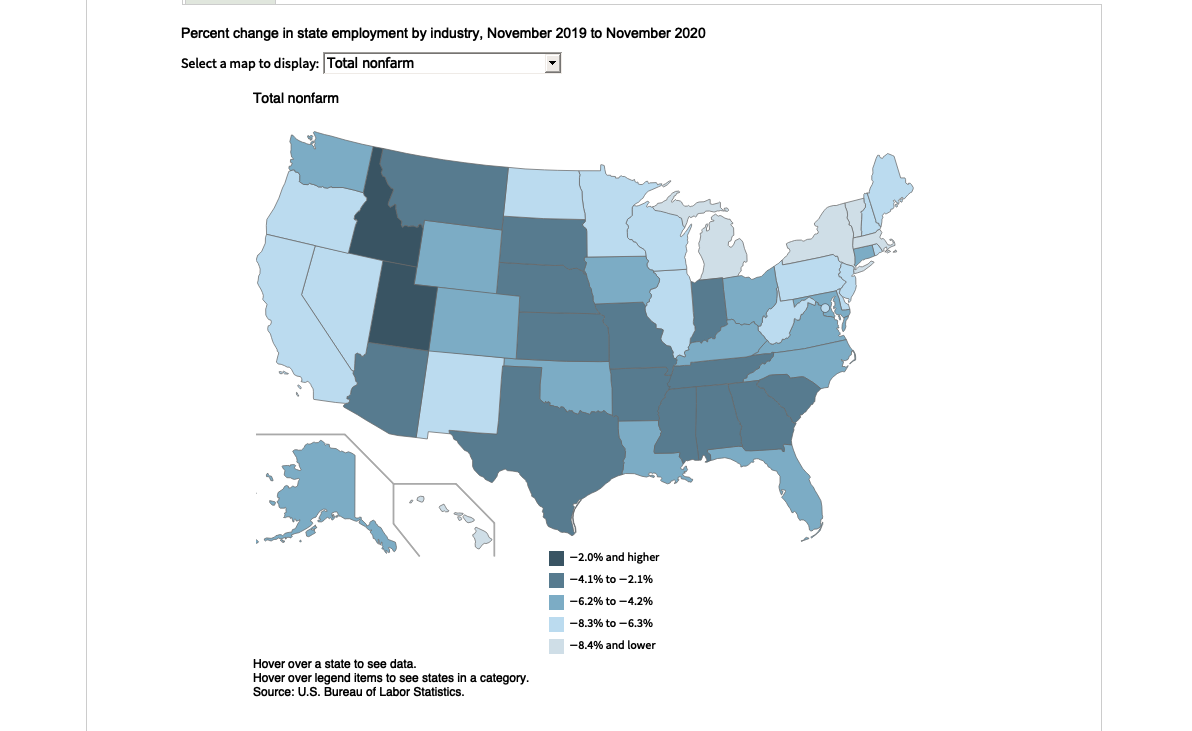 Percent change in state employment by industry, November 2019 to November 2020
Select a map to display: Total nonfarm
Total nonfarm
−2.0% and higher
−4.1% to −2.1%
−6.2% to −4.2%
−8.3% to −6.3%
−8.4% and lower
Hover over a state to see data.
Hover over legend items to see states in a category.
Source: U.S. Bureau of Labor Statistics.